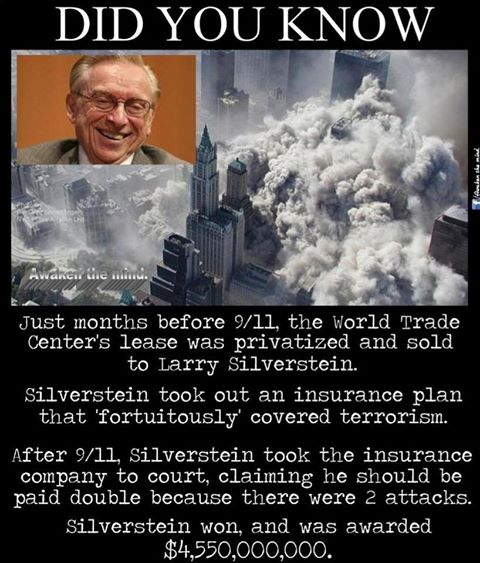 DID YOU KNOW
Awaken the mind.
Awaken the mind.
Just months before 9/11, the World Trade
Center's lease was privatized and sold
to Larry Silverstein.
Silverstein took out an insurance plan
that 'fortuitously' covered terrorism.
After 9/11, Silverstein took the insurance
company to court, claiming he should be
paid double because there were 2 attacks.
Silverstein won, and was awarded
$4,550,000,000.